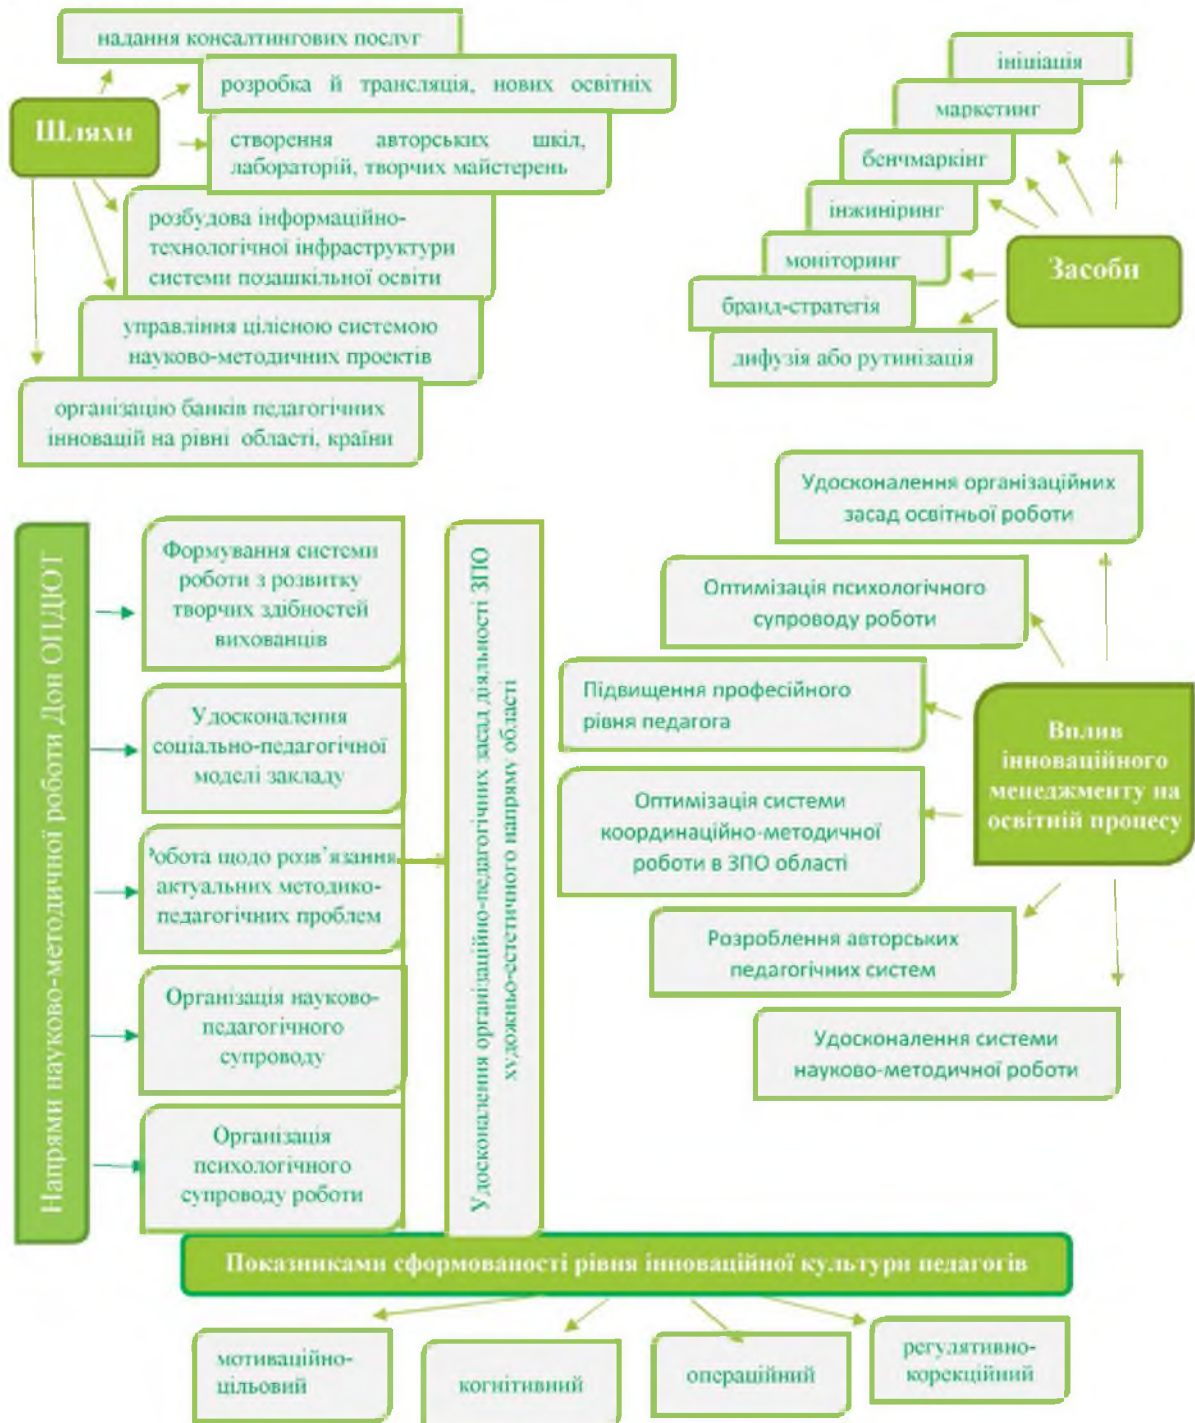 надання консалтингових послуг
Шляхи
розробка й трансляція, нових освітніх
створення авторських шкіл,
лабораторій, творчих майстерень
розбудова інформаційно-
технологічної інфраструктури
системи позашкільної освіти
управління цілісною системою
науково-методичних проектів
організацію банків педагогічних
інновацій на рівні області, країни
ініціація
маркетинг
бенчмаркінг
інжиніринг
моніторинг
бранд-стратегія
дифузія або рутинізація
Засоби
Напрями науково-методичної роботи Дон ОПДЮТ
Формування системи
роботи з розвитку
творчих здібностей
вихованців
Удосконалення
соціально-педагогічної
моделі закладу
Робота щодо розв’язання
актуальних методико-
педагогічних проблем
Організація науково-
педагогічного
супроводу
Організація
психологічного
супроводу роботи
Удосконалення організаційно-педагогічних засад діяльності ЗПО
художньо-естетичного напряму області
Удосконалення організаційних
засад освітньої роботи
Оптимізація психологічного
супроводу роботи
Підвищення професійного
рівня педагога
Оптимізація системи
координаційно-методичної
роботи в ЗПО області
Розроблення авторських
педагогічних систем
Удосконалення системи
науково-методичної роботи
Вплив
інноваційного
менеджменту на
освітній процесу
Показниками сформованості рівня інноваційної культури педагогів
мотиваційно-
цільовий
когнітивний
операційний
регулятивно-
корекційний